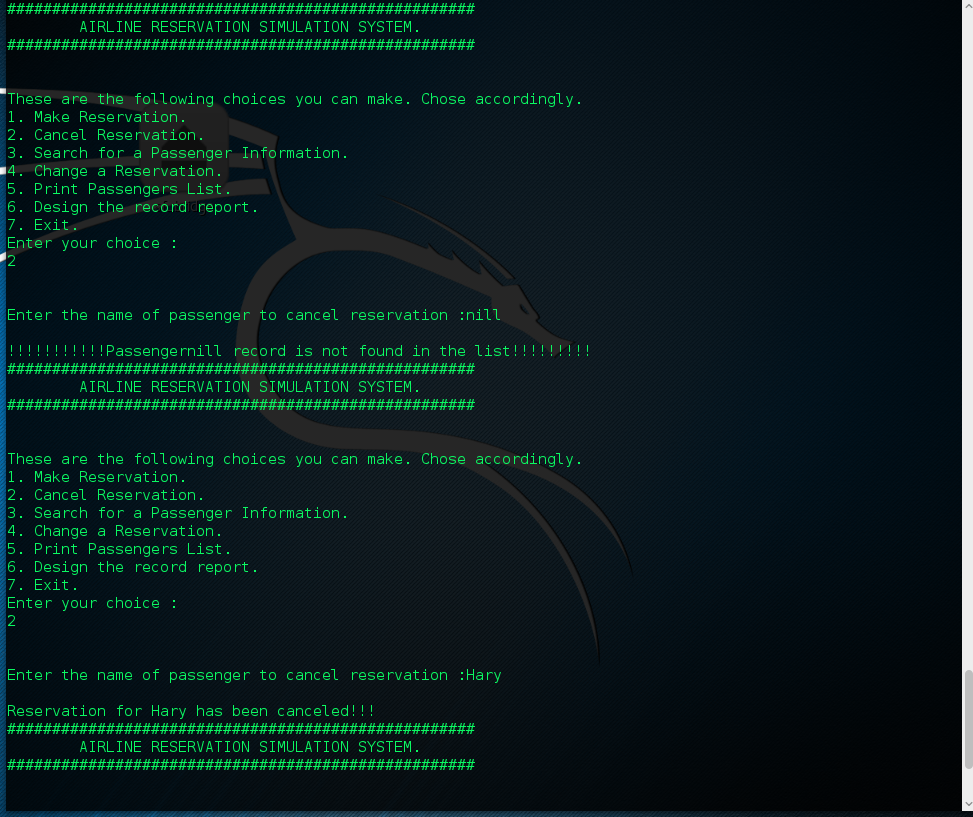 ####################################################
AIRLINE RESERVATION SIMULATION SYSTEM.
####################################################
These are the following choices you can make. Chose accordingly.
1. Make Reservation.
2. Cancel Reservation.
3. Search for a Passenger Information.
4. Change a Reservation.
5. Print Passengers List.
6. Design the record report.
7. Exit.
Enter your choice :
2
Enter the name of passenger to cancel reservation :nill
!!!!!!!!!!!Passengernill record is not found in the list!!!!!!!!!
####################################################
AIRLINE RESERVATION SIMULATION SYSTEM.
####################################################
These are the following choices you can make. Chose accordingly.
1. Make Reservation.
2. Cancel Reservation.
3. Search for a Passenger Information.
4. Change a Reservation.
5. Print Passengers List.
6. Design the record report.
7. Exit.
Enter your choice :
2
Enter the name of passenger to cancel reservation :Hary
Reservation for Hary has been canceled!!!
####################################################
AIRLINE RESERVATION SIMULATION SYSTEM.
####################################################